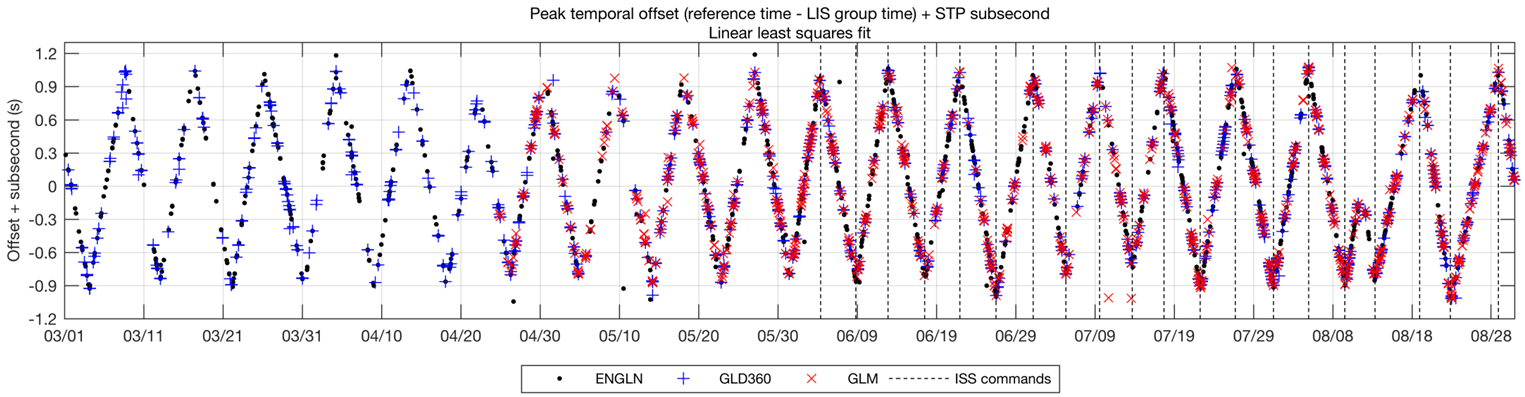 Peak temporal offset (reference time - LIS group time) + STP subsecond
Linear least squares fit
Offset + subsecond (s)
1.2
0.9
0.6
0.3
0
-0.3
-0.6
-0.9
-1.2
03/01 03/11 03/21 03/31 04/10 04/20 04/30 05/10 05/20 05/30 06/09 06/19 06/29 07/09 07/19 07/29 08/08 08/18 08/28
ENGLN GLD360 GLM ISS commands